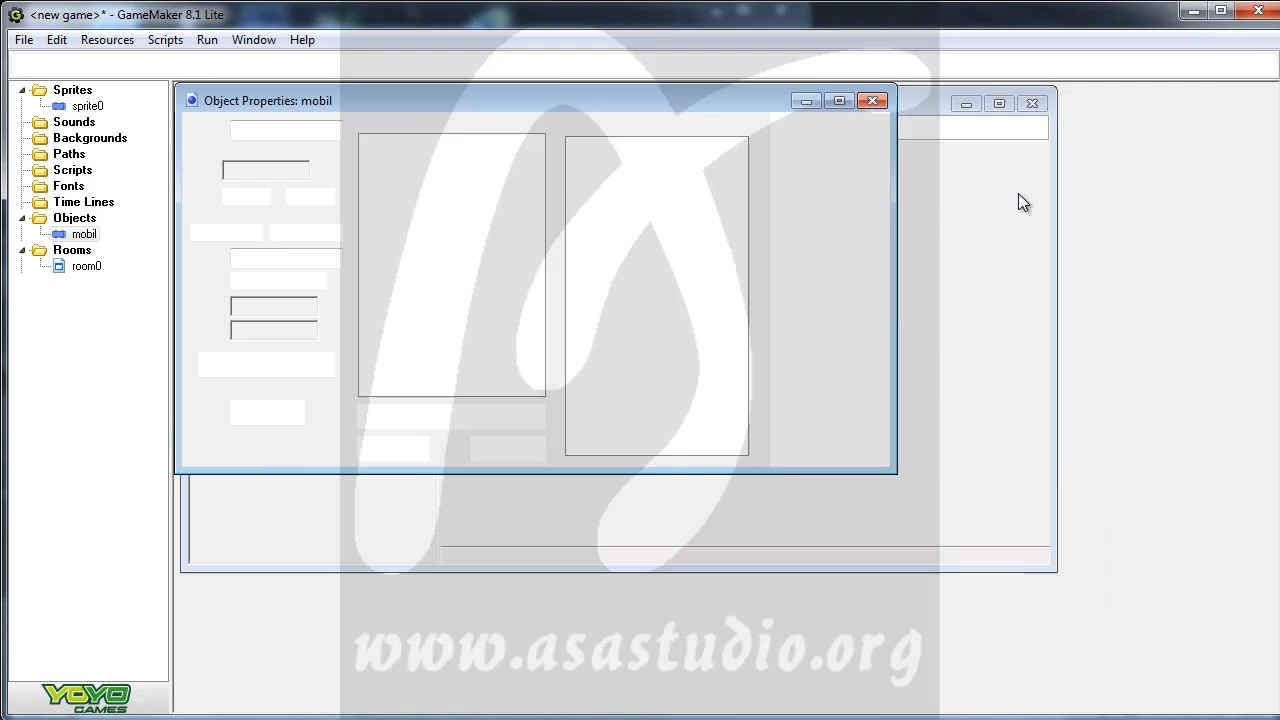 <new game>* - GameMaker 8.1 Lite
File Edit Resources Scripts Run Window Help
Sprites
sprite0
Sounds
Backgrounds
Paths
Scripts
Fonts
Time Lines
Objects
mobil
Rooms
room0
Object Properties: mobil
www.asastudio.org
YOYO
GAMES